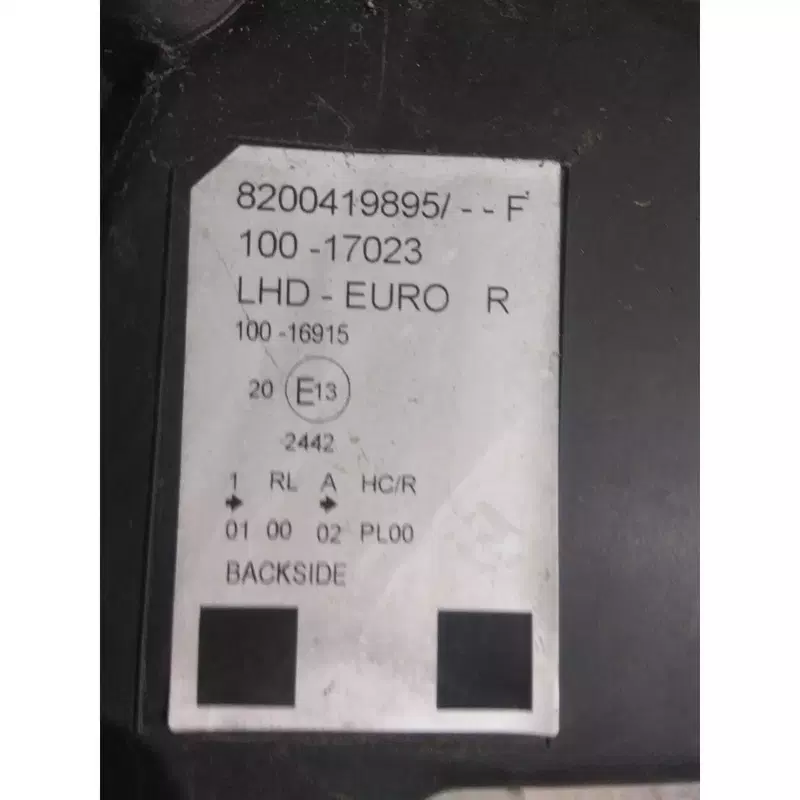 8200419895/ - - F
100 -17023
LHD - EURO R
100 -16915
20 E13
2442
1 RL A HC/R
01 00 02 PL00
BACKSIDE